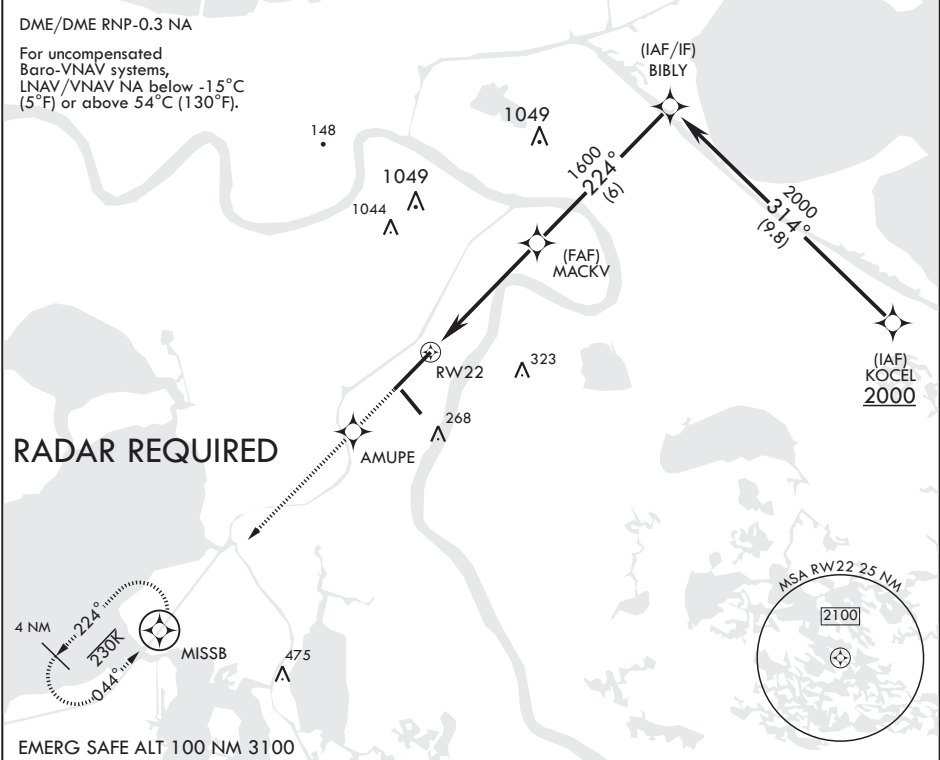 DME/DME RNP-0.3 NA
For uncompensated
Baro-VNAV systems,
LNAV/VNAV NA below -15°C
(5°F) or above 54°C (130°F).
(IAF/IF)
BIBLY
1049
148
1600
224°
(6)
1049
1044
2000
314°
(9.8)
(FAF)
MACKV
RW22
323
(IAF)
KOCEL
2000
268
RADAR REQUIRED
AMUPE
MSA RW22 25 NM
2100
4 NM
224°
230K
044°
MISSB
475
EMERG SAFE ALT 100 NM 3100